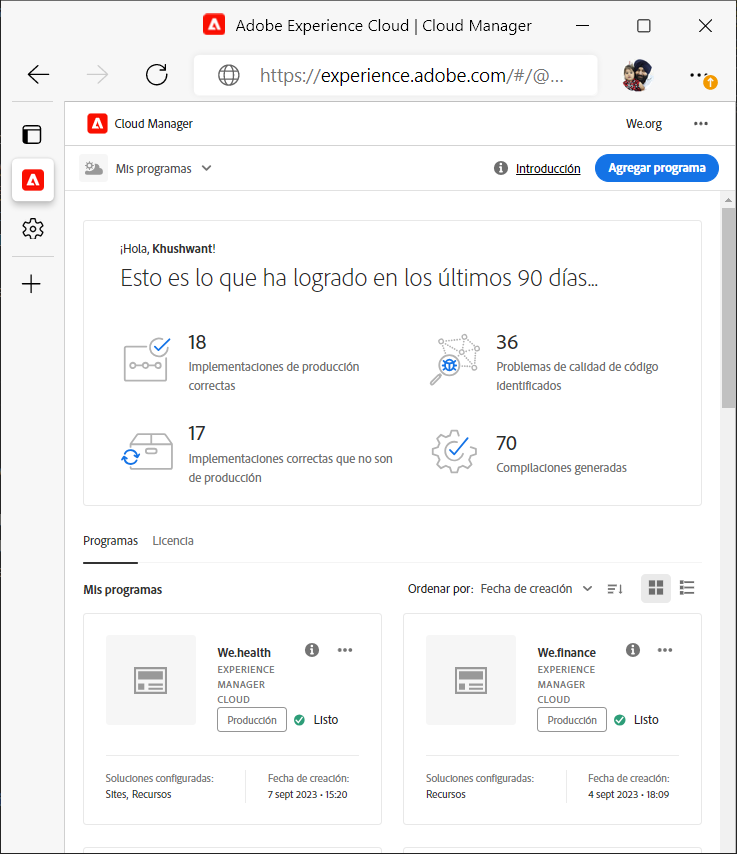 Adobe Experience Cloud | Cloud Manager
https://experience.adobe.com/#/@...
Cloud Manager
We.org
Mis programas
Introducción
Agregar programa
¡Hola, Khushwant!
Esto es lo que ha logrado en los últimos 90 días...
18
Implementaciones de producción
correctas
36
Problemas de calidad de código
identificados
17
Implementaciones correctas que no son
de producción
70
Compilaciones generadas
Programas
Licencia
Mis programas
Ordenar por: Fecha de creación
We.health
EXPERIENCE
MANAGER
CLOUD
Producción
Listo
Soluciones configuradas:
Sites, Recursos
Fecha de creación:
7 sept 2023 • 15:20
We.finance
EXPERIENCE
MANAGER
CLOUD
Producción
Listo
Soluciones configuradas:
Recursos
Fecha de creación:
4 sept 2023 • 18:09